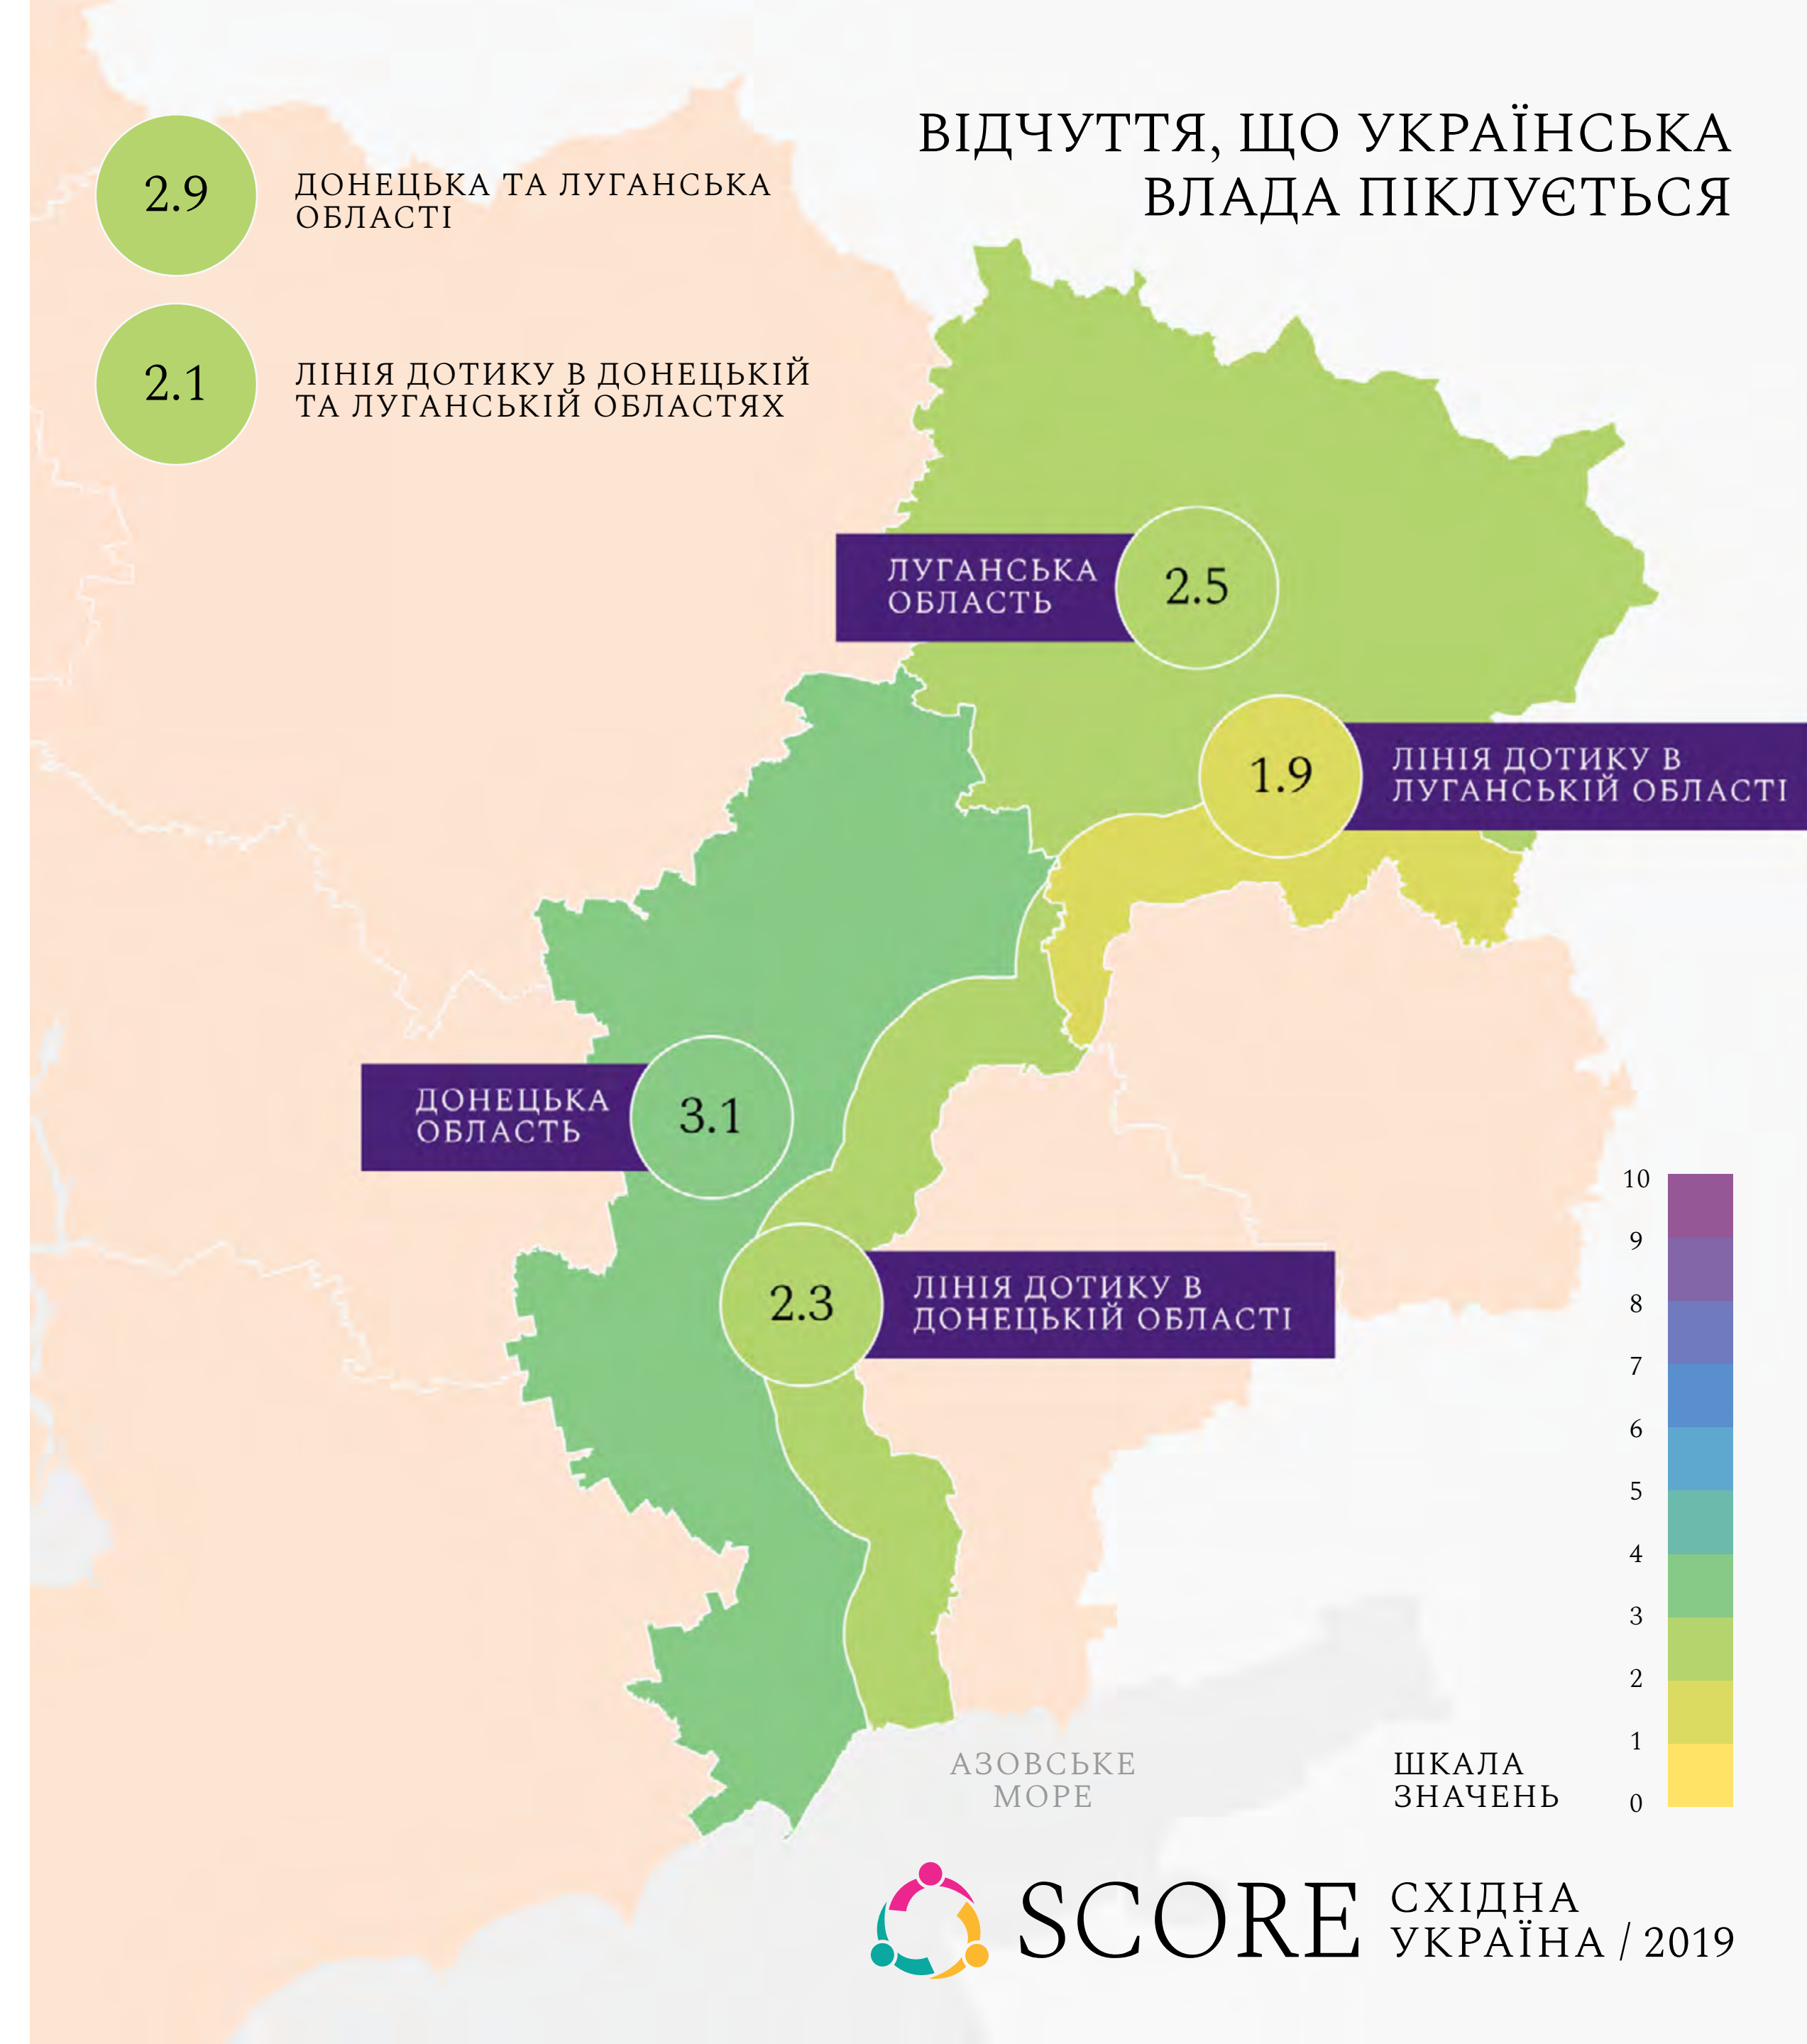 ВІДЧУТТЯ, ЩО УКРАЇНСЬКА
ВЛАДА ПІКЛУЄТЬСЯ
2.9
ДОНЕЦЬКА ТА ЛУГАНСЬКА
ОБЛАСТІ
2.1
ЛІНІЯ ДОТИКУ В ДОНЕЦЬКІЙ
ТА ЛУГАНСЬКІЙ ОБЛАСТЯХ
ЛУГАНСЬКА
ОБЛАСТЬ
2.5
1.9
ЛІНІЯ ДОТИКУ В
ЛУГАНСЬКІЙ ОБЛАСТІ
ДОНЕЦЬКА
ОБЛАСТЬ
3.1
2.3
ЛІНІЯ ДОТИКУ В
ДОНЕЦЬКІЙ ОБЛАСТІ
10
9
8
7
6
5
4
3
2
1
0
ШКАЛА
ЗНАЧЕНЬ
АЗОВСЬКЕ
МОРЕ
SCORE
СХІДНА
УКРАЇНА / 2019